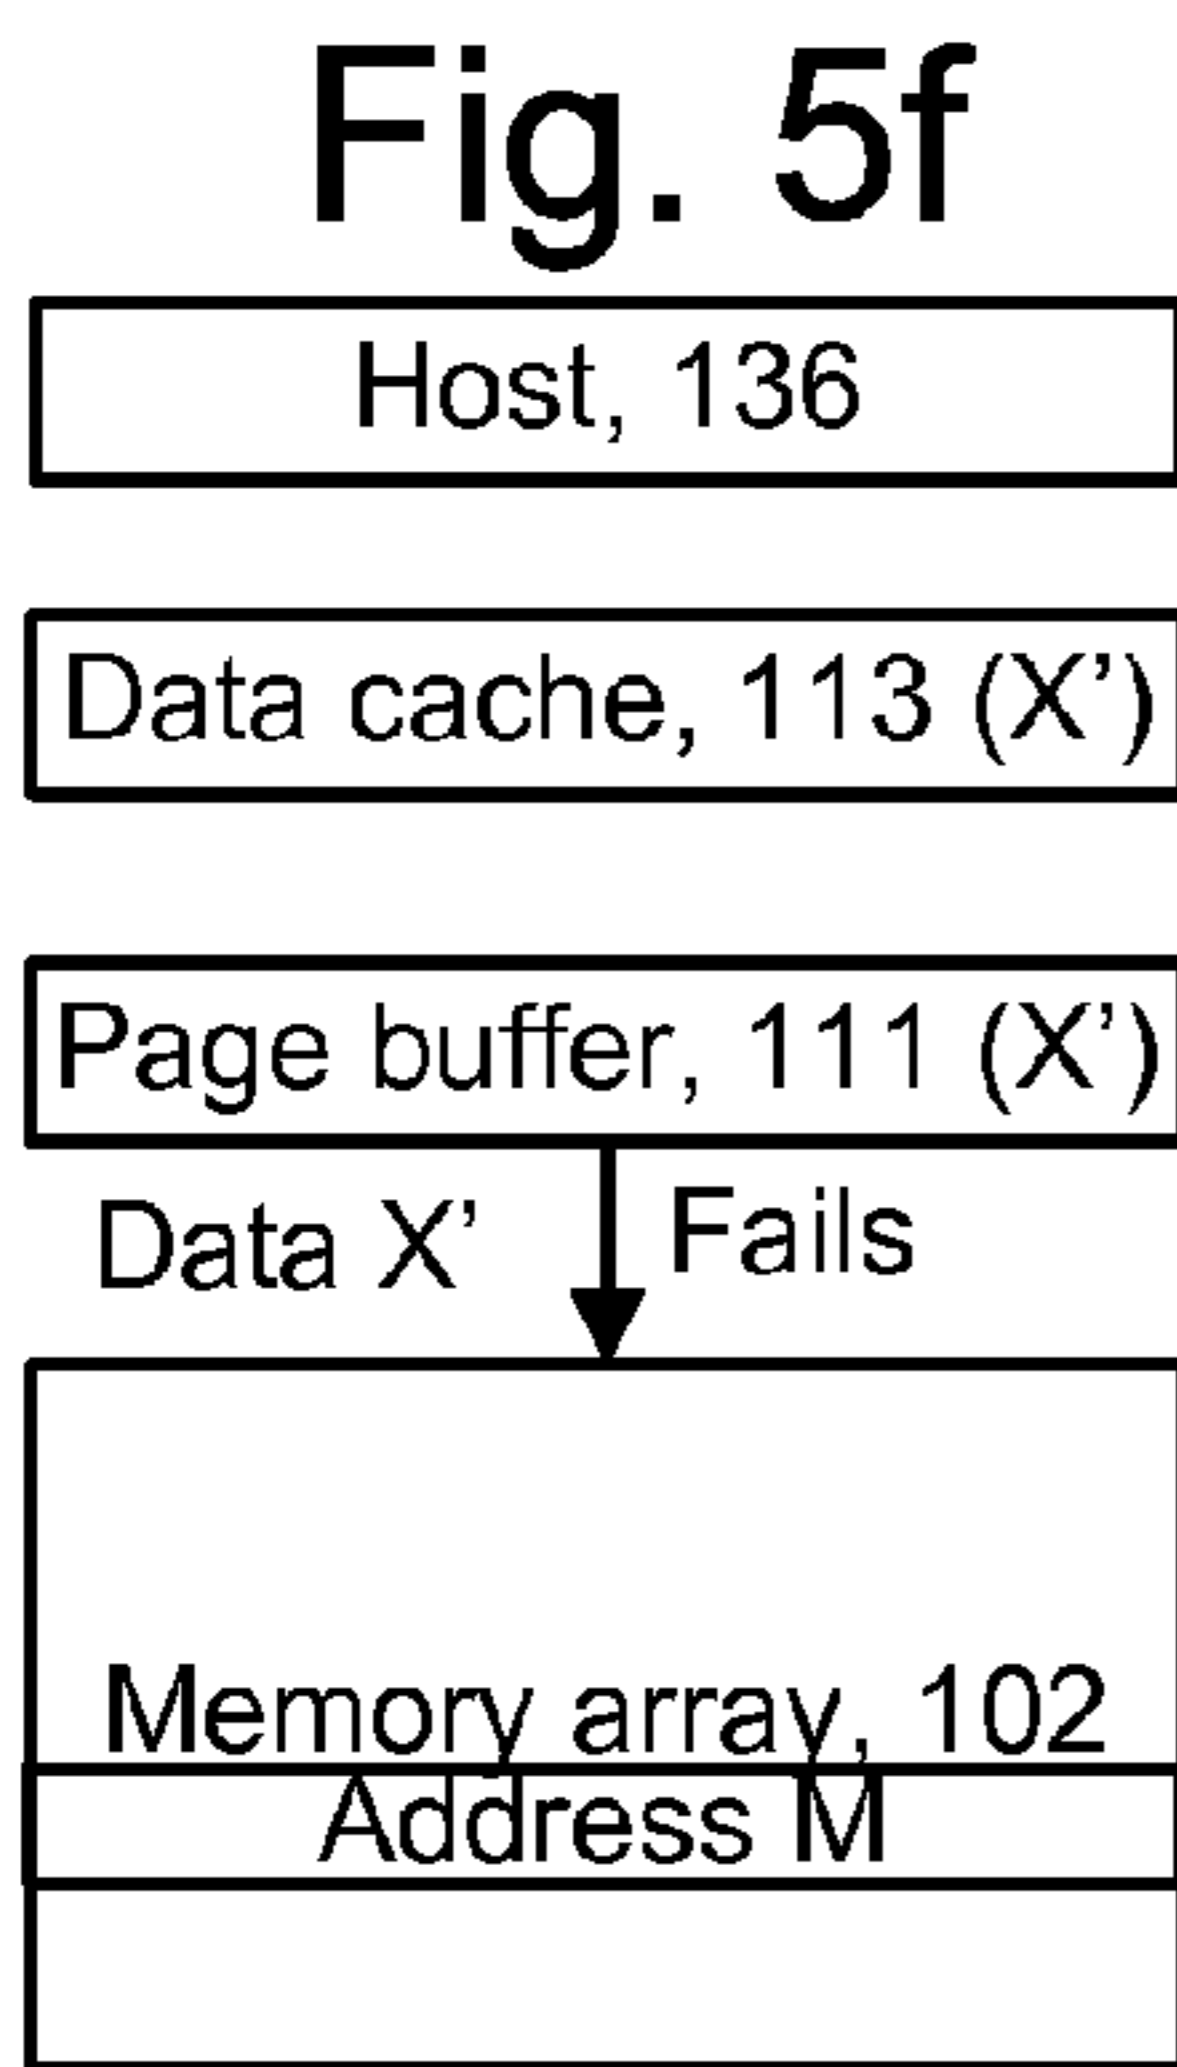 Fig. 5f
Host, 136
Data cache, 113 (X’)
Page buffer, 111 (X’)
Data X’ Fails
Memory array, 102
Address M